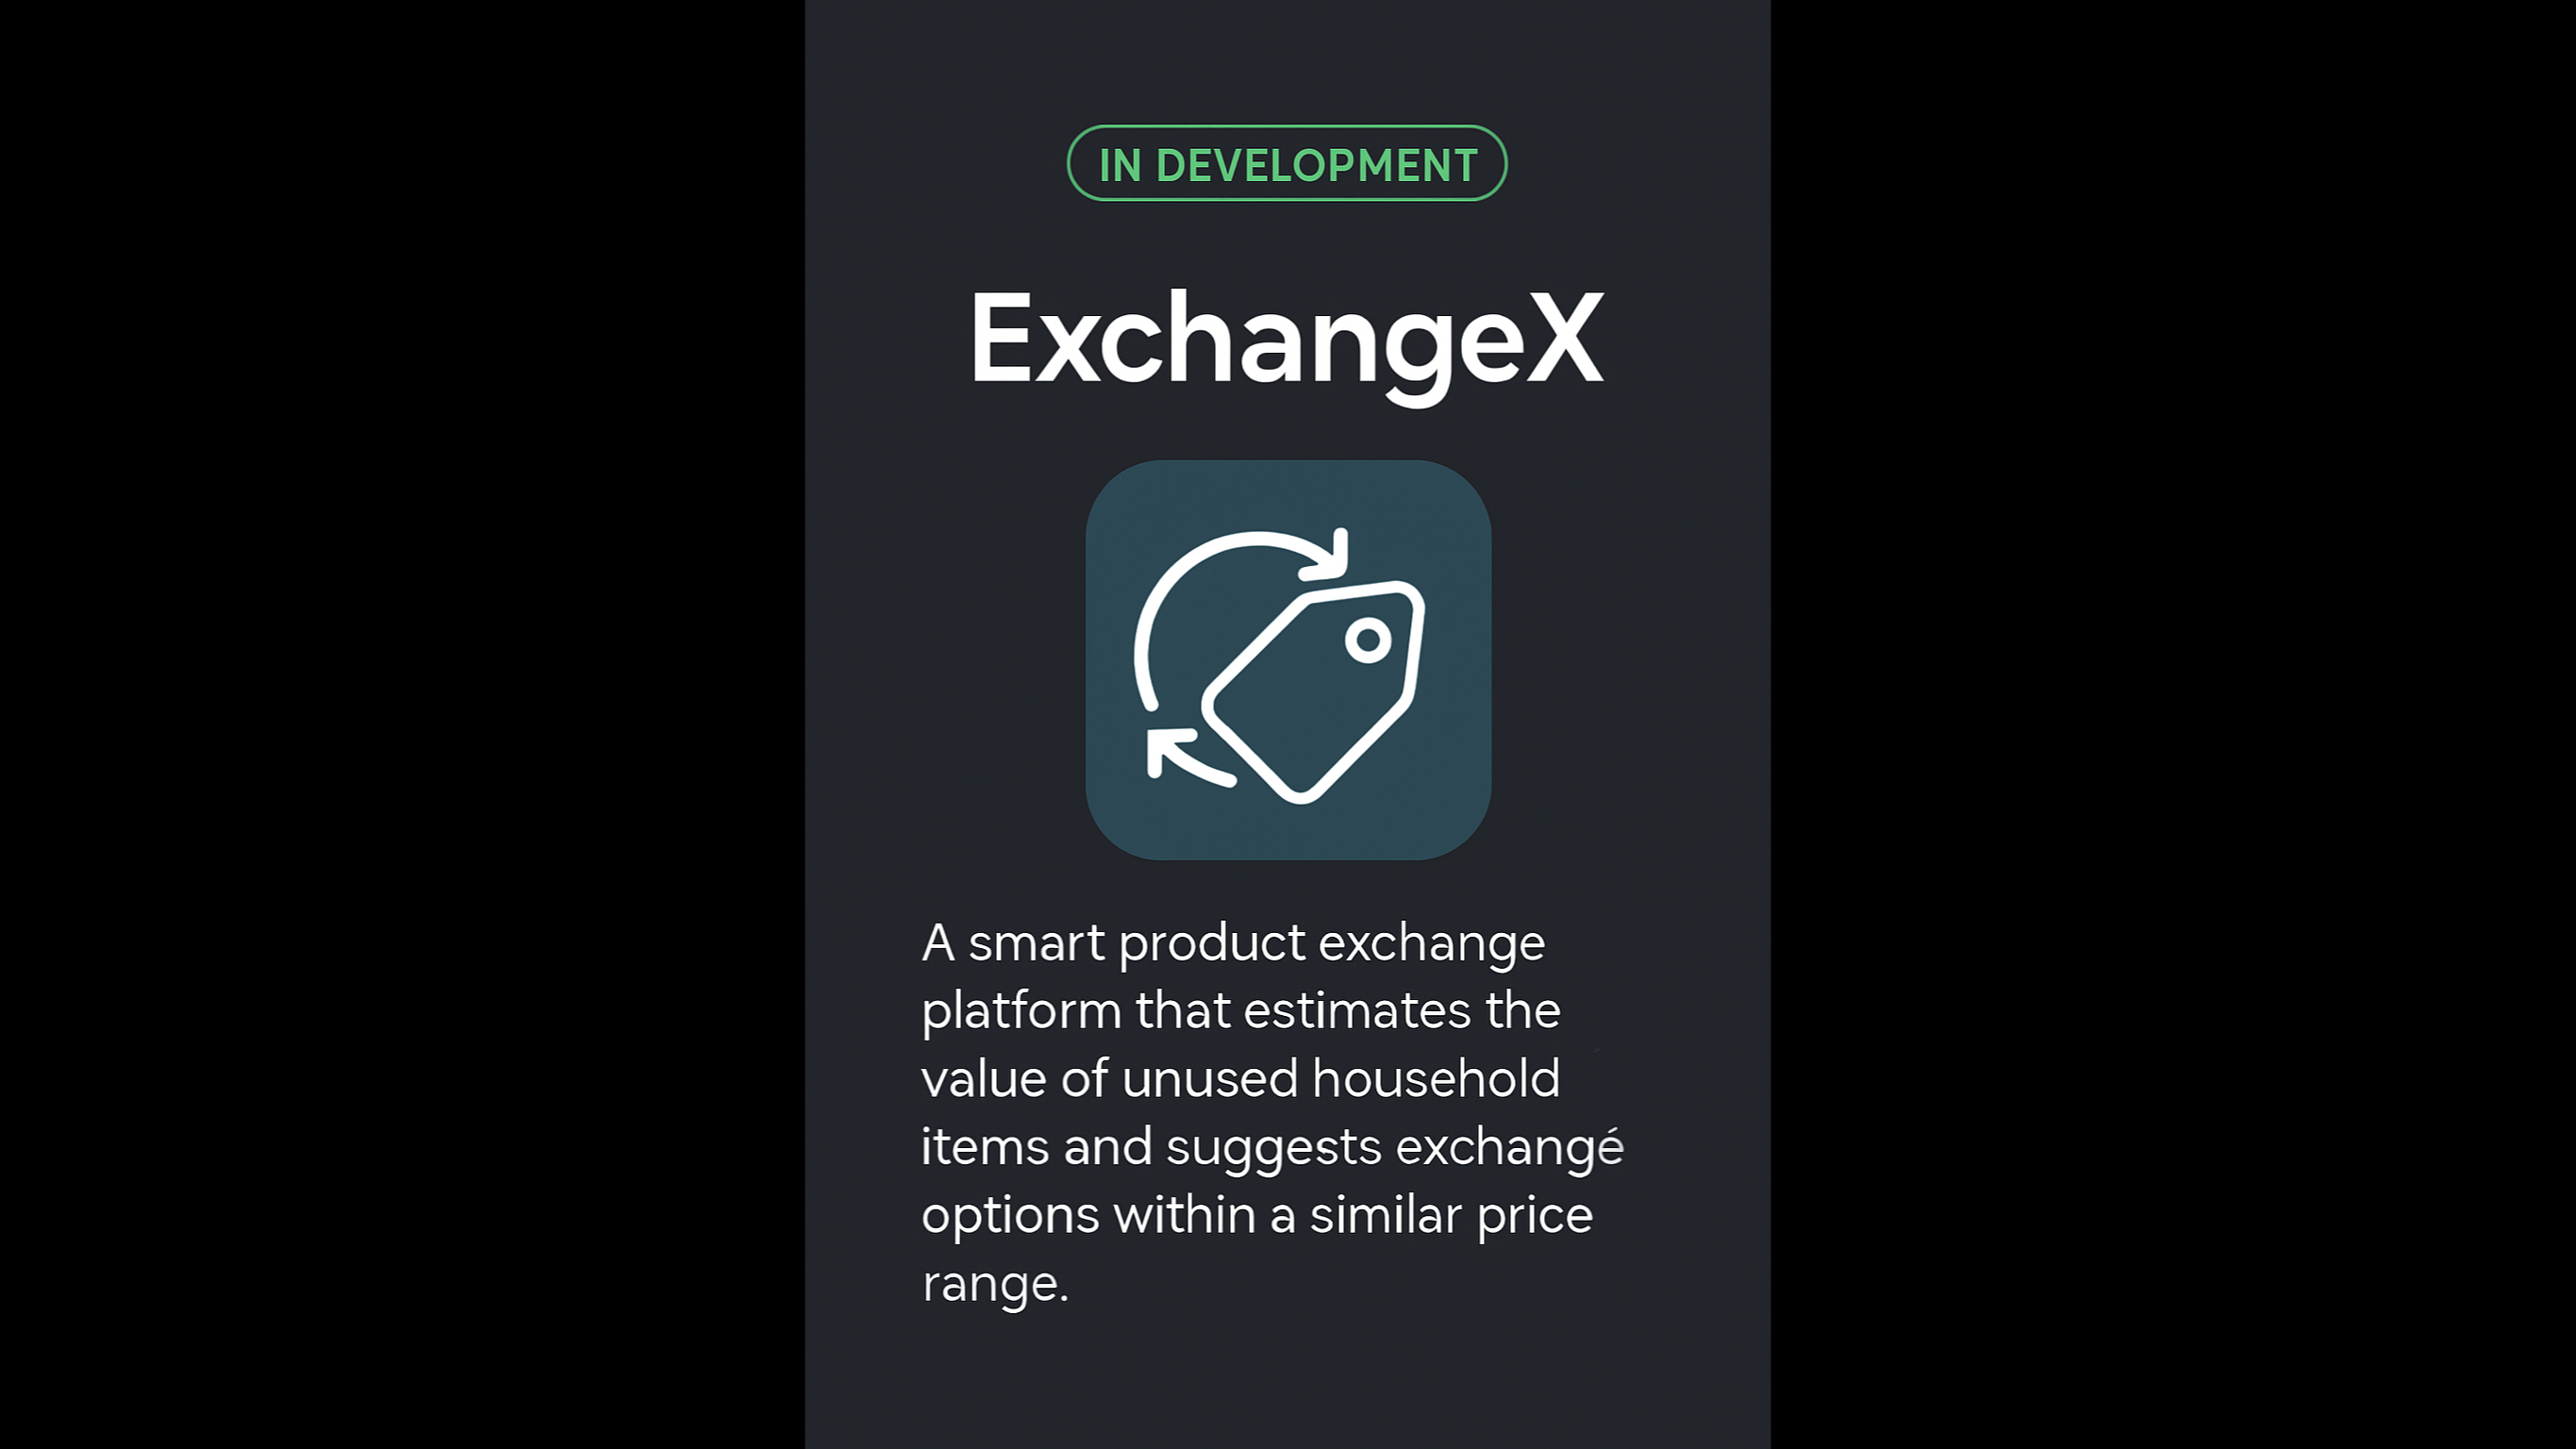 IN DEVELOPMENT
ExchangeX
A smart product exchange
platform that estimates the
value of unused household
items and suggests exchangé
options within a similar price
range.